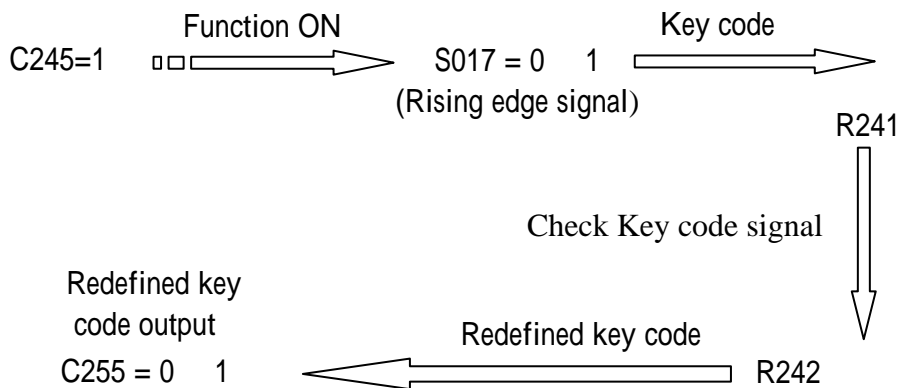 Function ON
Key code
C245=1
S017 = 0 1
(Rising edge signal)
R241
Check Key code signal
Redefined key
code output
Redefined key code
C255 = 0 1
R242